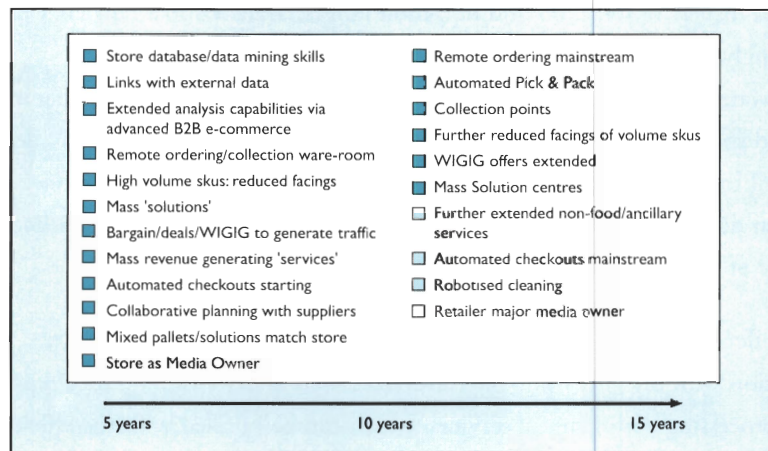 Store database/data mining skills
Links with external data
Extended analysis capabilities via
advanced B2B e-commerce
Remote ordering/collection ware-room
High volume skus: reduced facings
Mass 'solutions'
Bargain/deals/WIGIG to generate traffic
Mass revenue generating 'services'
Automated checkouts starting
Collaborative planning with suppliers
Mixed pallets/solutions match store
Store as Media Owner
Remote ordering mainstream
Automated Pick & Pack
Collection points
Further reduced facings of volume skus
WIGIG offers extended
Mass Solution centres
Further extended non-food/ancillary
services
Automated checkouts mainstream
Robotised cleaning
Retailer major media owner
5 years 10 years 15 years